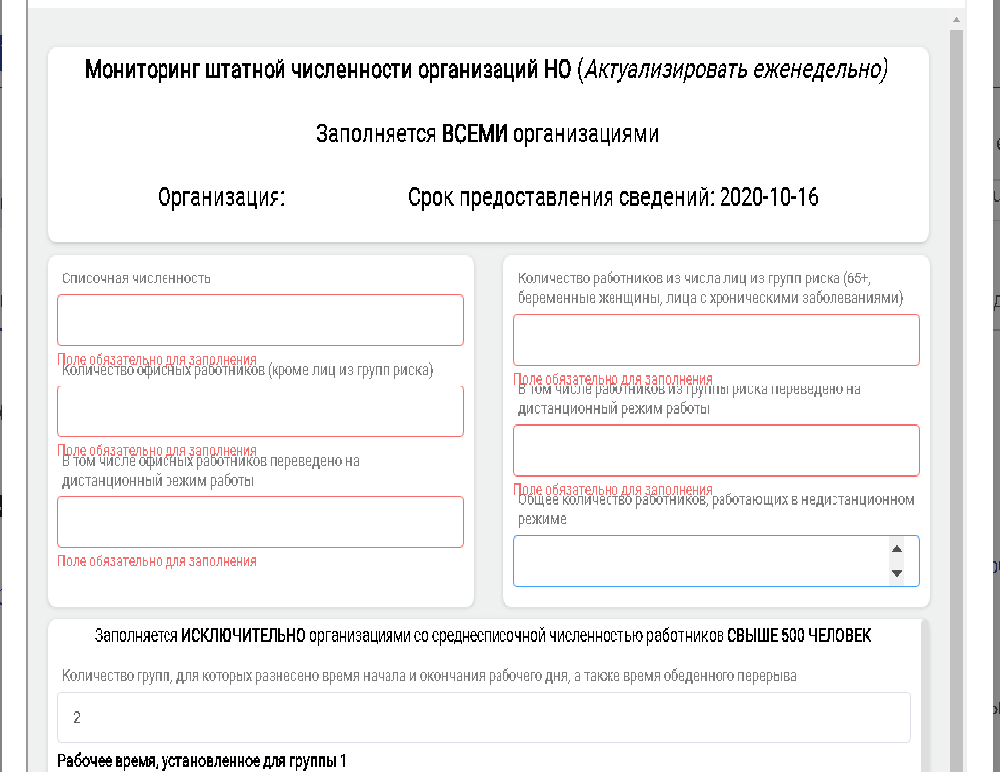 Мониторинг штатной численности организаций НО (Актуализировать еженедельно)
Заполняется ВСЕМИ организациями
Организация: Срок предоставления сведений: 2020-10-16
Списочная численность
Поле обязательно для заполнения
Количество офисных работников (кроме лиц из групп риска)
Поле обязательно для заполнения
В том числе офисных работников переведено на
дистанционный режим работы
Поле обязательно для заполнения
Количество работников из числа лиц из групп риска (65+,
беременные женщины, лица с хроническими заболеваниями)
Поле обязательно для заполнения
В том числе работников из группы риска переведено на
дистанционный режим работы
Поле обязательно для заполнения
Общее количество работников, работающих в недистанционном
режиме
Заполняется ИСКЛЮЧИТЕЛЬНО организациями со среднесписочной численностью работников СВЫШЕ 500 ЧЕЛОВЕК
Количество групп, для которых разнесено время начала и окончания рабочего дня, а также время обеденного перерыва
2
Рабочее время, установленное для группы 1